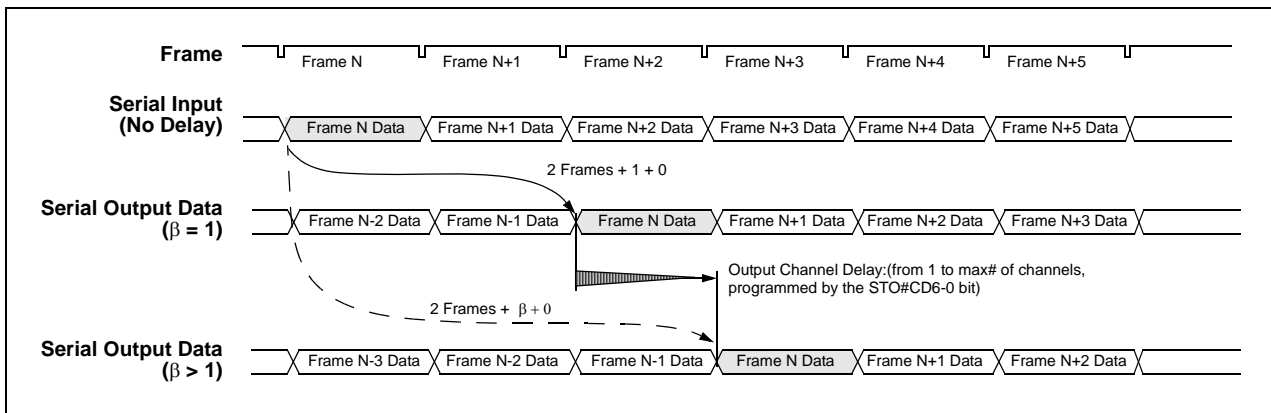 Frame
Frame N Frame N+1 Frame N+2 Frame N+3 Frame N+4 Frame N+5
Serial Input
(No Delay)
Frame N Data Frame N+1 Data Frame N+2 Data Frame N+3 Data Frame N+4 Data Frame N+5 Data
2 Frames + 1 + 0
Serial Output Data
(β = 1)
Frame N-2 Data Frame N-1 Data Frame N Data Frame N+1 Data Frame N+2 Data Frame N+3 Data
Output Channel Delay:(from 1 to max# of channels,
programmed by the STO#CD6-0 bit)
2 Frames + β + 0
Serial Output Data
(β > 1)
Frame N-3 Data Frame N-2 Data Frame N-1 Data Frame N Data Frame N+1 Data Frame N+2 Data